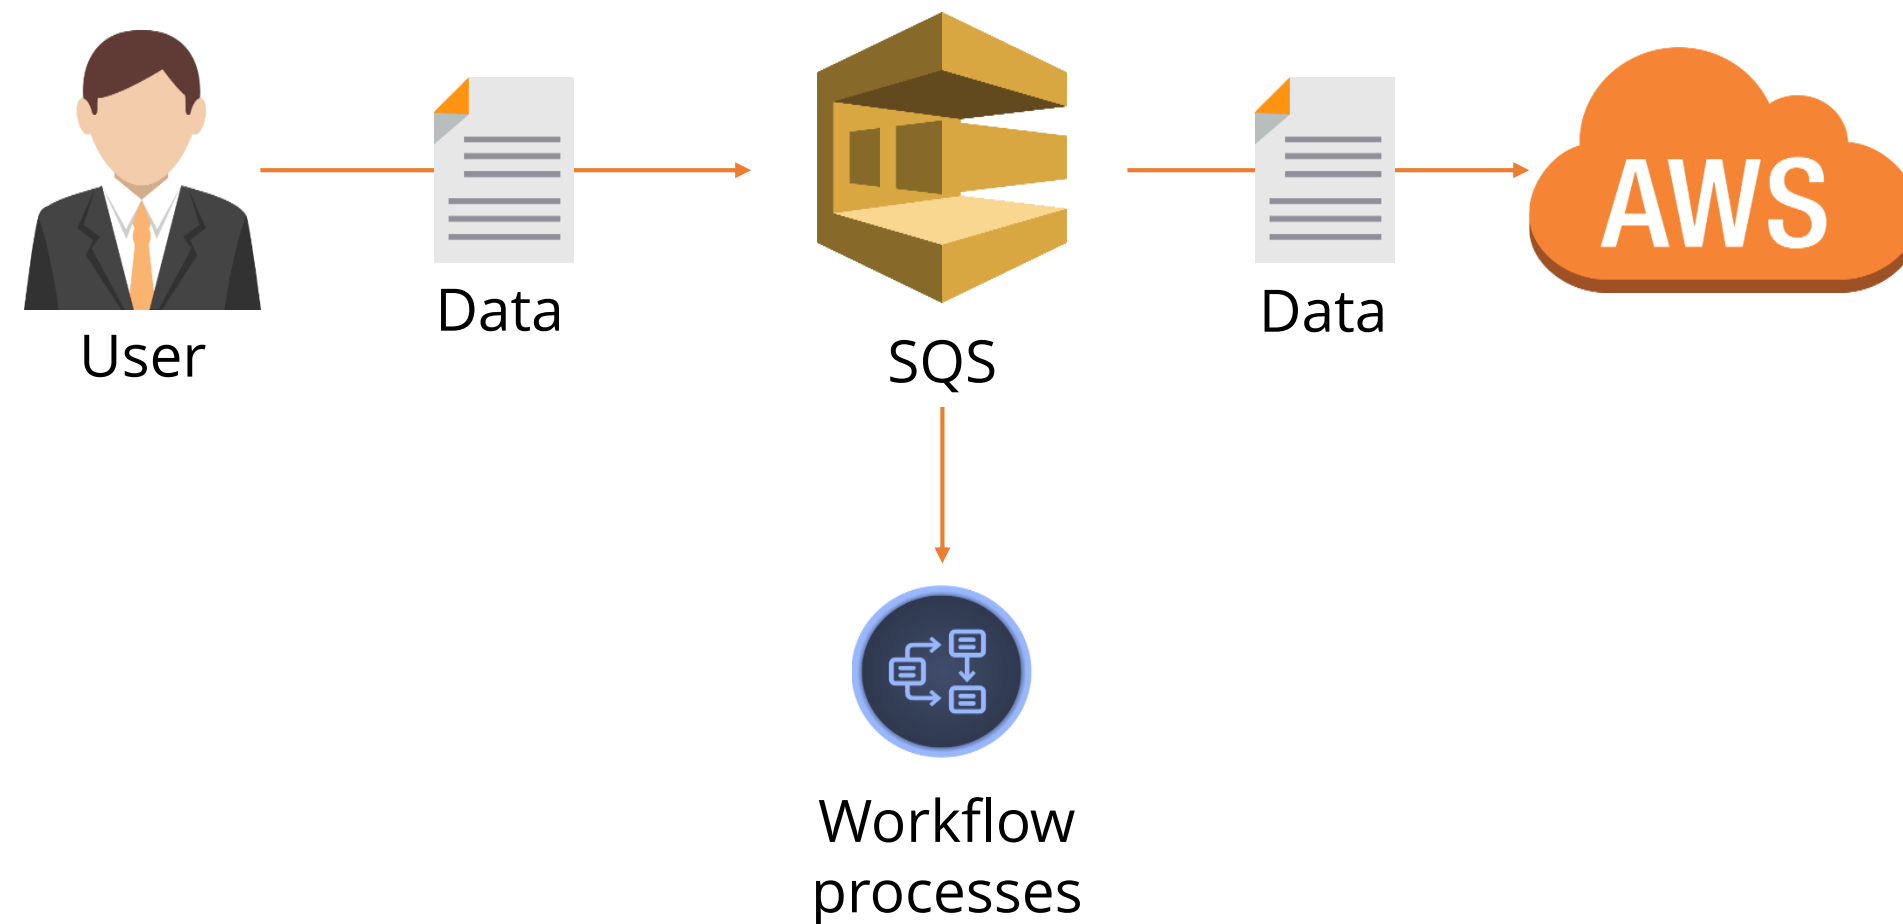 AWS
Data
Data
User
SQS
Workflow
processes